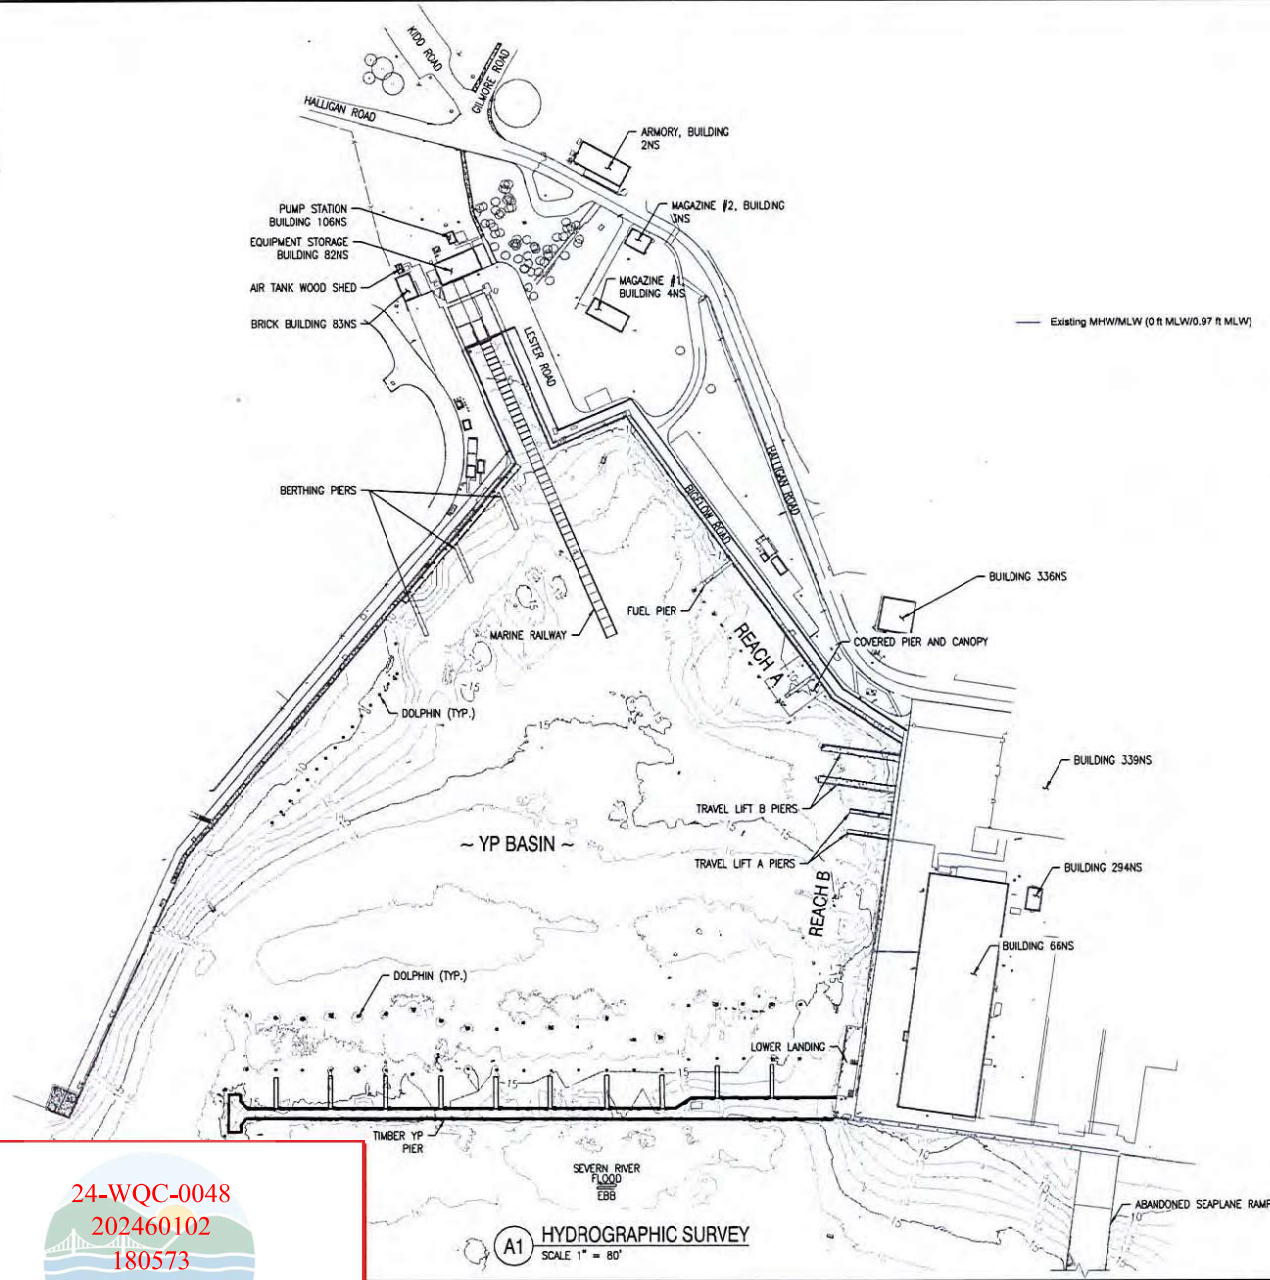 KIDD ROAD
GILMORE ROAD
HALLIGAN ROAD
ARMORY, BUILDING
2NS
PUMP STATION
BUILDING 106NS
MAGAZINE #2, BUILDING
3NS
EQUIPMENT STORAGE
BUILDING 82NS
AIR TANK WOOD SHED
MAGAZINE #1,
BUILDING 4NS
BRICK BUILDING 83NS
Existing MHW/MLW (0 ft MLW/0.97 ft MLW)
LESTER ROAD
HALLIGAN ROAD
BERTHING PIERS
BIGELOW ROAD
BUILDING 336NS
FUEL PIER
MARINE RAILWAY
REACH A
COVERED PIER AND CANOPY
DOLPHIN (TYP.)
BUILDING 339NS
TRAVEL LIFT B PIERS
~ YP BASIN ~
TRAVEL LIFT A PIERS
BUILDING 294NS
REACH B
BUILDING 66NS
DOLPHIN (TYP.)
LOWER LANDING
TIMBER YP
PIER
SEVERN RIVER
FLOOD
EBB
ABANDONED SEAPLANE RAMP
A1
HYDROGRAPHIC SURVEY
SCALE 1" = 80'
24-WQC-0048
202460102
180573